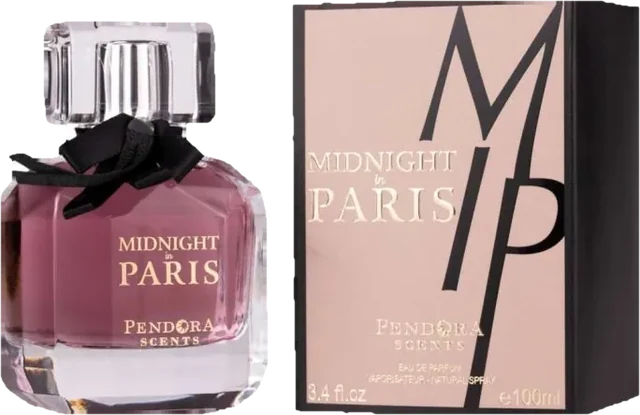 MIDNIGHT
in
PARIS
PENDORA
SCENTS
MIP
MIDNIGHT
in
PARIS
PENDORA
SCENTS
EAU DE PARFUM
VAPORISATEUR - NATURAL SPRAY
3.4 fl.oz
e100ml